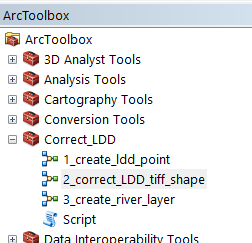 ArcToolbox
ArcToolbox
3D Analyst Tools
Analysis Tools
Cartography Tools
Conversion Tools
Correct_LDD
1_create_ldd_point
2_correct_LDD_tiff_shape
3_create_river_layer
Script
Data Interoperability Tools